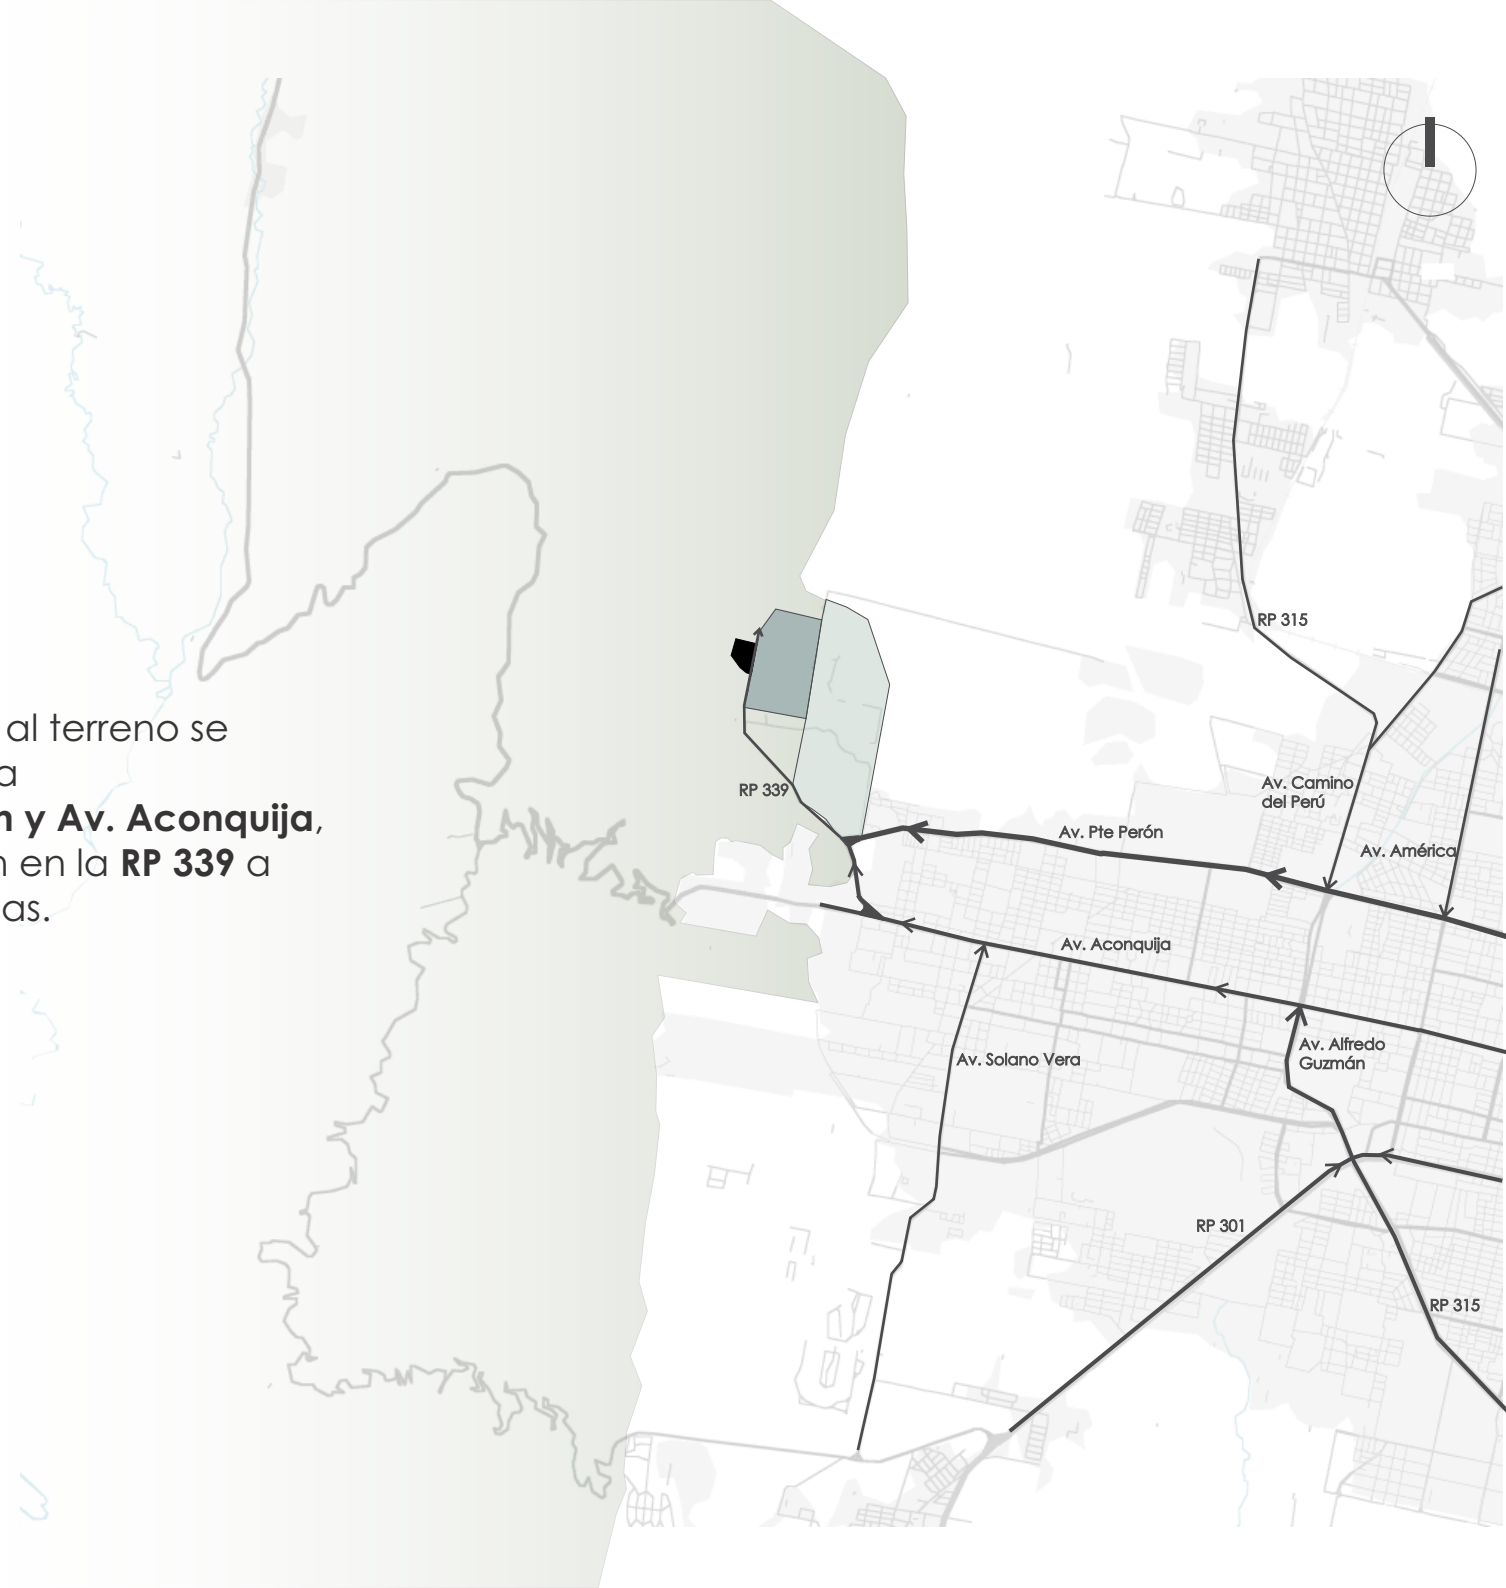 al terreno se
a
n y Av. Aconquija,
n en la RP 339 a
as.
RP 315
Av. Camino
del Perú
RP 339
Av. Pte Perón
Av. América
Av. Aconquija
Av. Alfredo
Guzmán
Av. Solano Vera
RP 301
RP 315